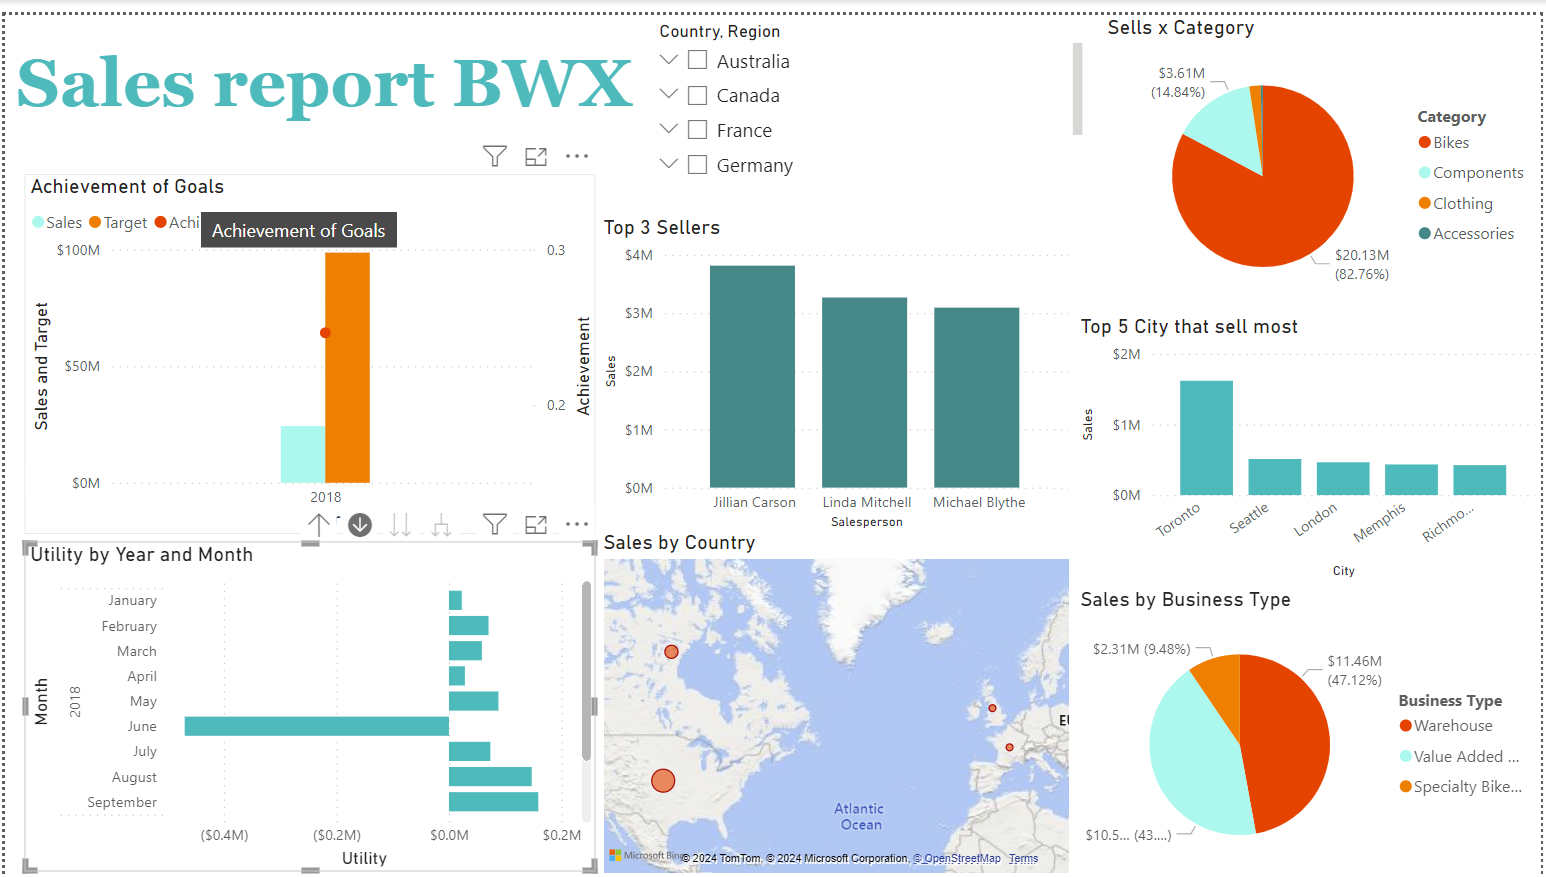 Sales report BWX
Country, Region
Australia
Canada
France
Germany
Sells x Category
$3.61M
(14.84%)
$20.13M
(82.76%)
Category
Bikes
Components
Clothing
Accessories
Achievement of Goals
Sales Target Achi
Achievement of Goals
$100M
$50M
$0M
0.3
0.2
Sales and Target
Achievement
2018
Top 3 Sellers
$4M
$3M
$2M
$1M
$0M
Sales
Jillian Carson Linda Mitchell Michael Blythe
Salesperson
Top 5 City that sell most
$2M
$1M
$0M
Sales
Toronto Seattle London Memphis Richmo...
City
Utility by Year and Month
Month
2018
January
February
March
April
May
June
July
August
September
($0.4M) ($0.2M) $0.0M $0.2M
Utility
Sales by Country
EU
Atlantic
Ocean
Microsoft Bing
© 2024 TomTom, © 2024 Microsoft Corporation, © OpenStreetMap Terms
Sales by Business Type
$2.31M (9.48%)
$11.46M
(47.12%)
$10.5... (43....)
Business Type
Warehouse
Value Added ...
Specialty Bike...